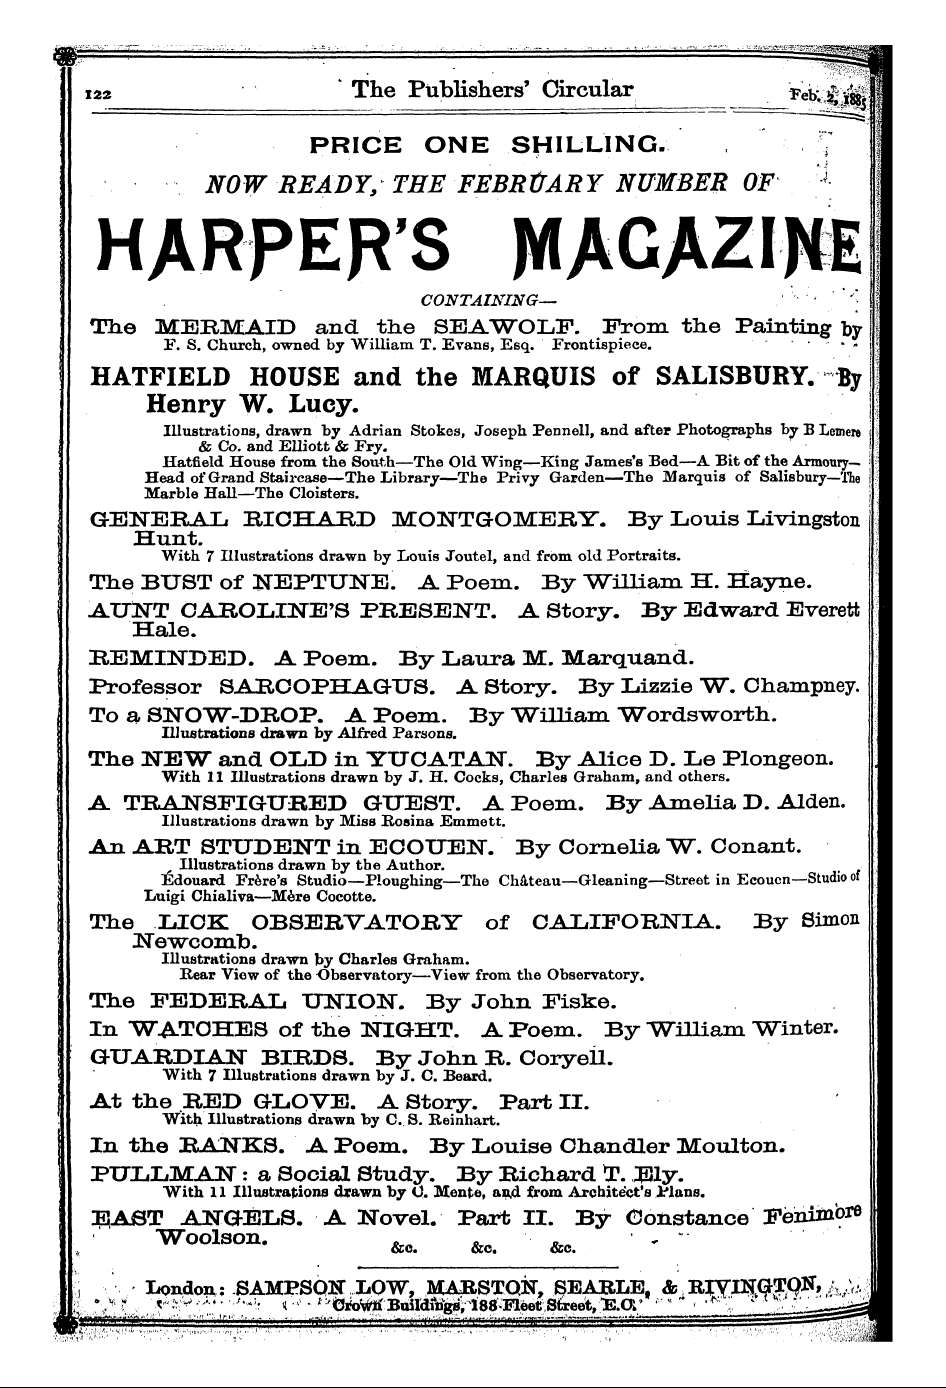 122 The Publishers' Circular Feb. 2, 1885
PRICE ONE SHILLING.
NOW READY, THE FEBRUARY NUMBER OF
HARPER'S MAGAZINE
CONTAINING—
The MERMAID and the SEAWOLF. From the Painting by
F. S. Church, owned by William T. Evans, Esq. Frontispiece.
HATFIELD HOUSE and the MARQUIS of SALISBURY. By
Henry W. Lucy.
Illustrations, drawn by Adrian Stokes, Joseph Pennell, and after Photographs by B Lemere
& Co. and Elliott & Fry.
Hatfield House from the South—The Old Wing—King James's Bed—A Bit of the Armoury—
Head of Grand Staircase—The Library—The Privy Garden—The Marquis of Salisbury—The
Marble Hall—The Cloisters.
GENERAL RICHARD MONTGOMERY. By Louis Livingston
Hunt.
With 7 Illustrations drawn by Louis Joutel, and from old Portraits.
The BUST of NEPTUNE. A Poem. By William H. Hayne.
AUNT CAROLINE'S PRESENT. A Story. By Edward Everett
Hale.
REMINDED. A Poem. By Laura M. Marquand.
Professor SARCOPHAGUS. A Story. By Lizzie W. Champney.
To a SNOW-DROP. A Poem. By William Wordsworth.
Illustrations drawn by Alfred Parsons.
The NEW and OLD in YUCATAN. By Alice D. Le Plongeon.
With 11 Illustrations drawn by J. H. Cocks, Charles Graham, and others.
A TRANSFIGURED GUEST. A Poem. By Amelia D. Alden.
Illustrations drawn by Miss Rosina Emmett.
An ART STUDENT in ECOUEN. By Cornelia W. Conant.
Illustrations drawn by the Author.
Édouard Frère's Studio—Ploughing—The Château—Gleaning—Street in Ecouen—Studio of
Luigi Chialiva—Mère Cocotte.
The LICK OBSERVATORY of CALIFORNIA. By Simon
Newcomb.
Illustrations drawn by Charles Graham.
Rear View of the Observatory—View from the Observatory.
The FEDERAL UNION. By John Fiske.
In WATCHES of the NIGHT. A Poem. By William Winter.
GUARDIAN BIRDS. By John R. Coryell.
With 7 Illustrations drawn by J. C. Beard.
At the RED GLOVE. A Story. Part II.
With Illustrations drawn by C. S. Reinhart.
In the RANKS. A Poem. By Louise Chandler Moulton.
PULLMAN: a Social Study. By Richard T. Ely.
With 11 Illustrations drawn by C. Mente, and from Architect's Plans.
EAST ANGELS. A Novel. Part II. By Constance Fenimore
Woolson.
&c. &c. &c.
London: SAMPSON LOW, MARSTON, SEARLE, & RIVINGTON,
Crown Buildings, 188 Fleet Street, E.C.